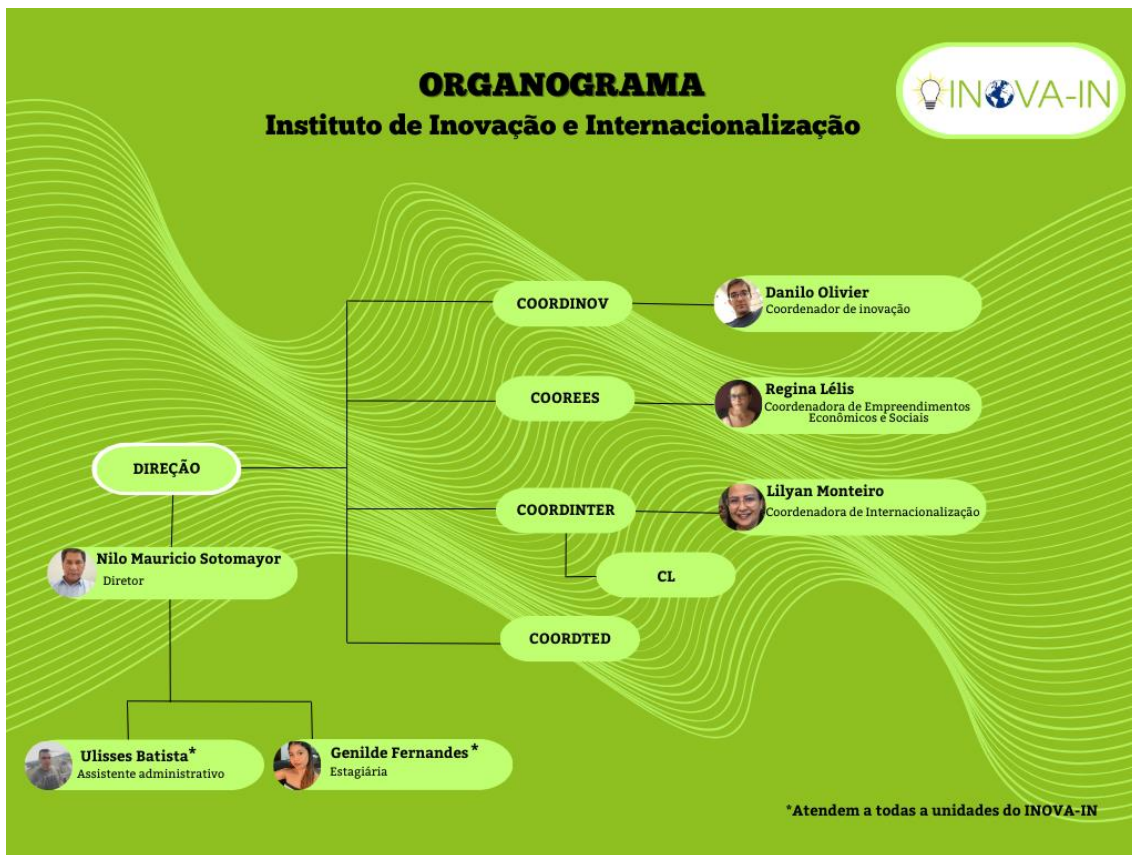 ORGANOGRAMA
Instituto de Inovação e Internacionalização
INOVA-IN
COORDINOV
Danilo Olivier
Coordenador de inovação
COOREES
Regina Lélis
Coordenadora de Empreendimentos
Econômicos e Sociais
DIREÇÃO
COORDINTER
Lilyan Monteiro
Coordenadora de Internacionalização
Nilo Mauricio Sotomayor
Diretor
CL
COORDTED
Ulisses Batista*
Assistente administrativo
Genilde Fernandes*
Estagiária
*Atendem a todas a unidades do INOVA-IN